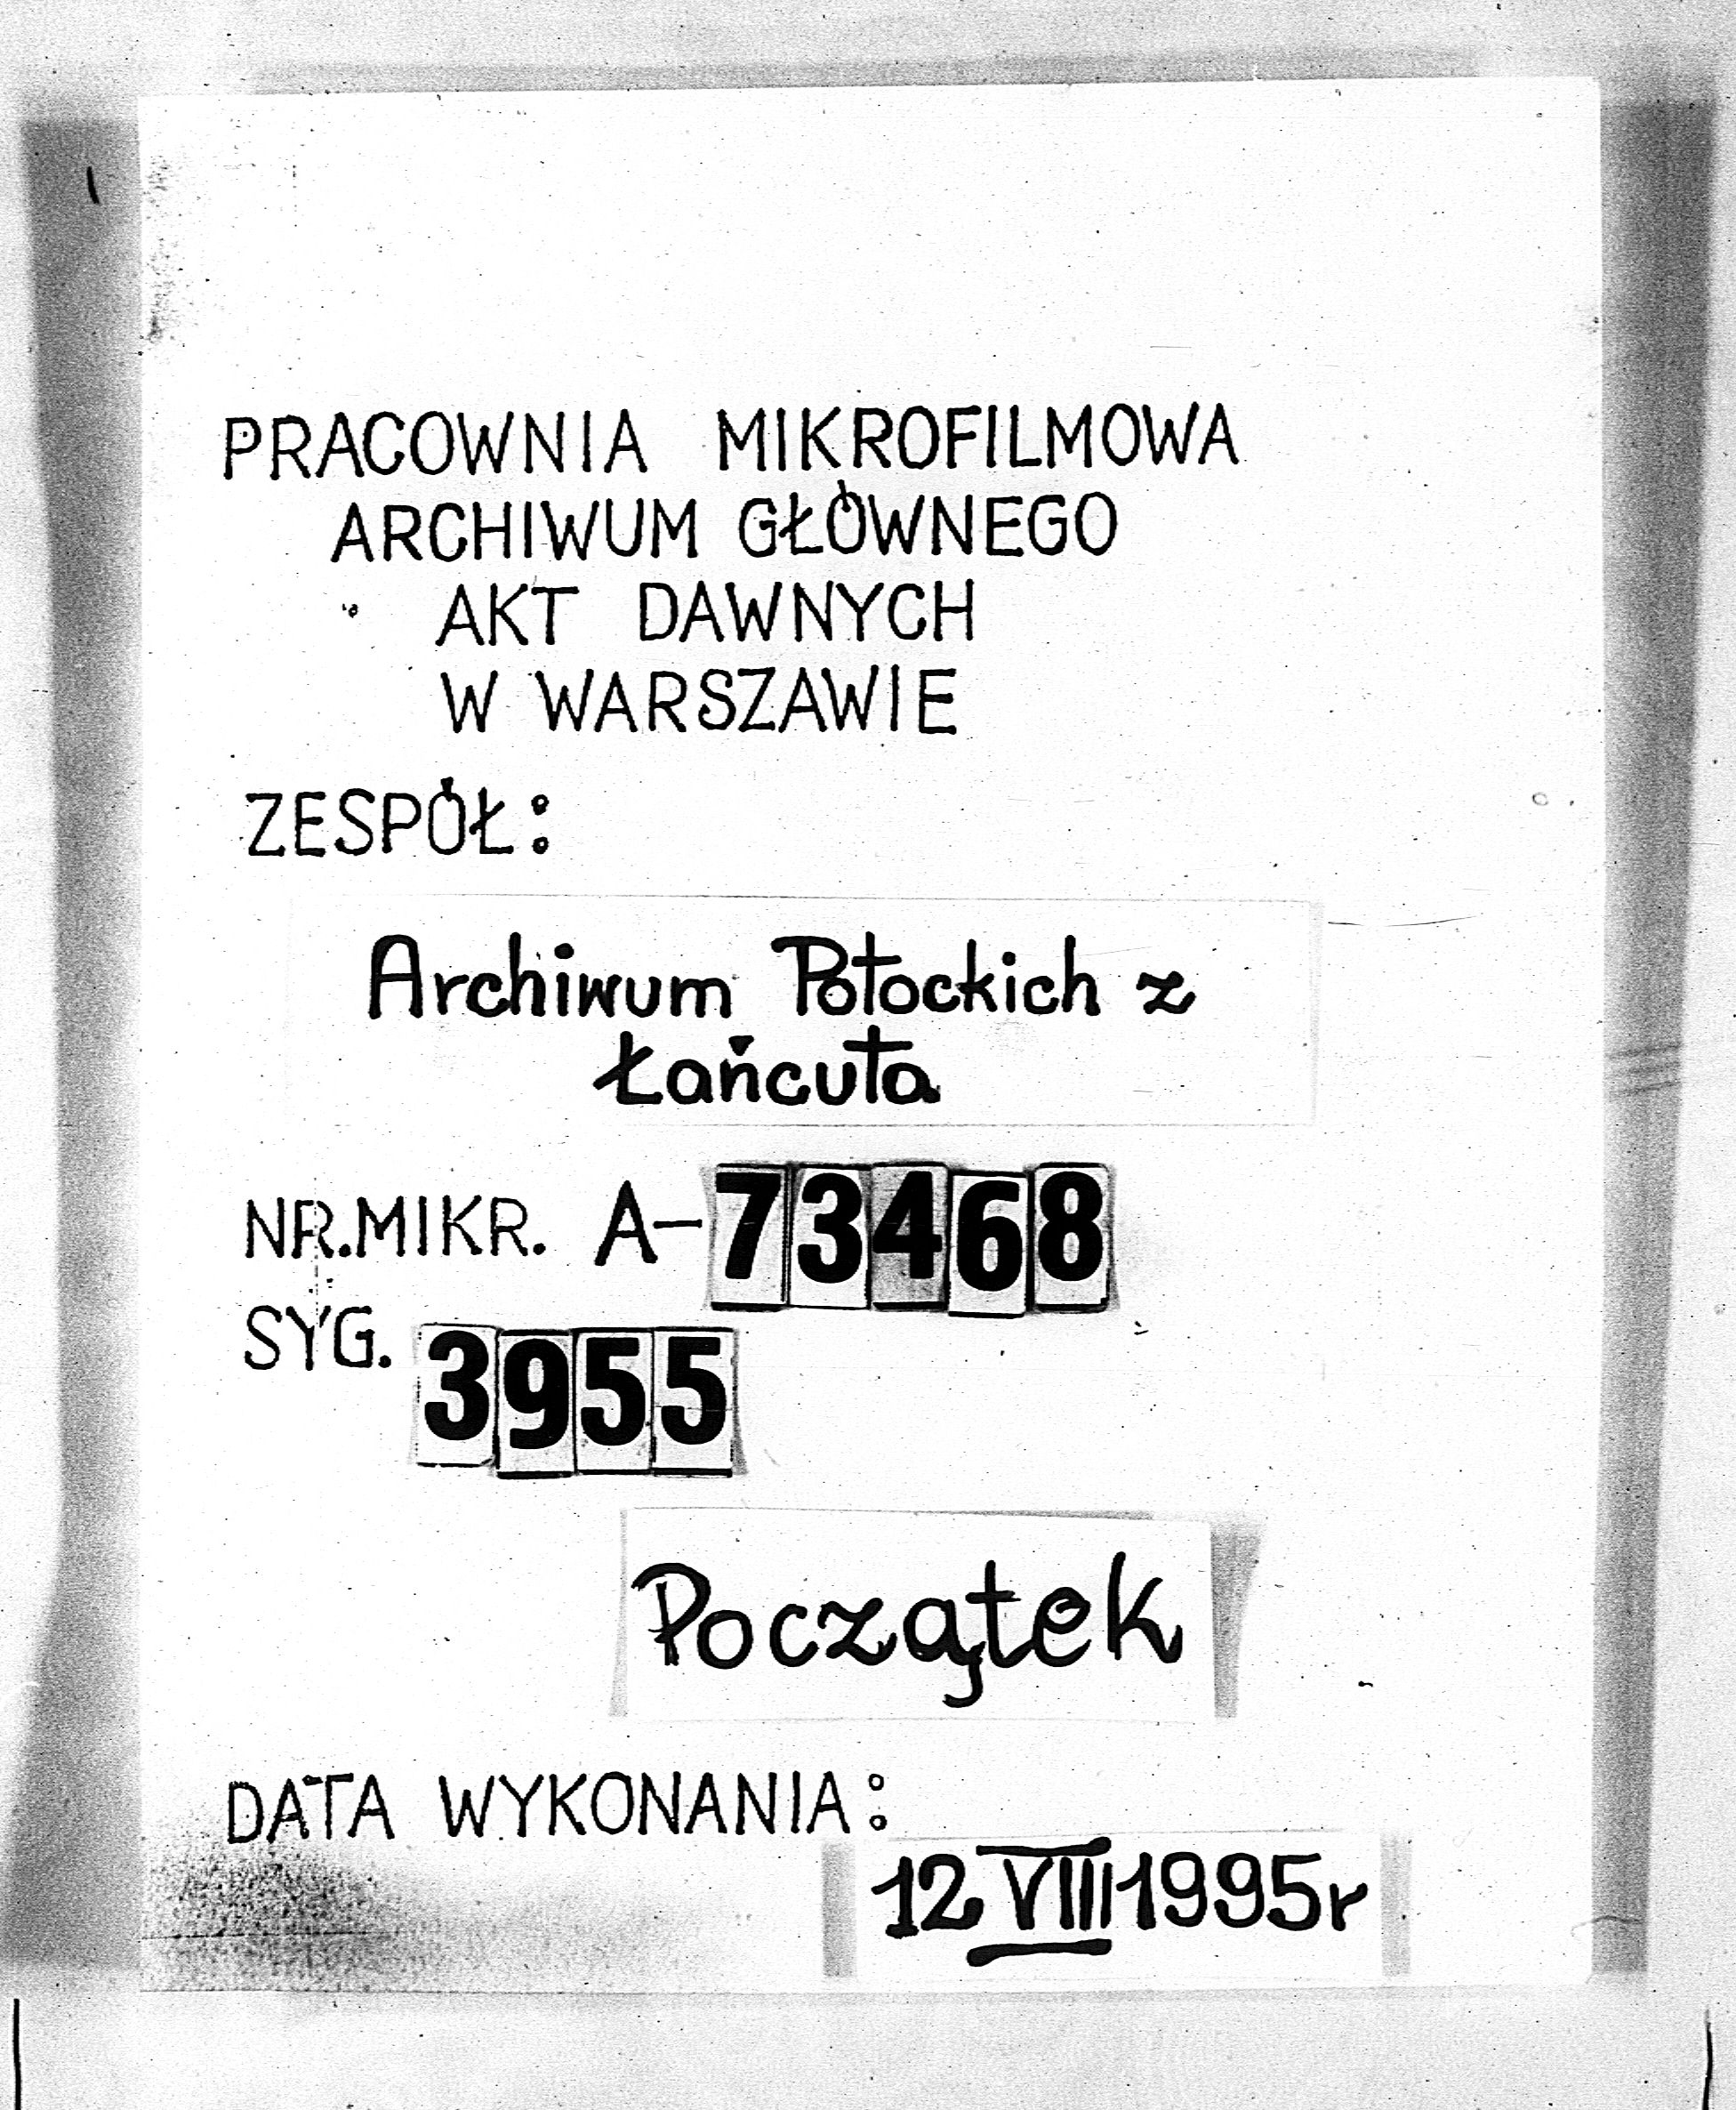 PRACOWNIA MIKROFILMOWA
ARCHIWUM GŁÓWNEGO
AKT DAWNYCH
W WARSZAWIE
ZESPÓŁ:
Archiwum Potockich z
Łańcuta
NR.MIKR. A-73468
SYG. 3955
Początek
DATA WYKONANIA:
12 VIII 1995r